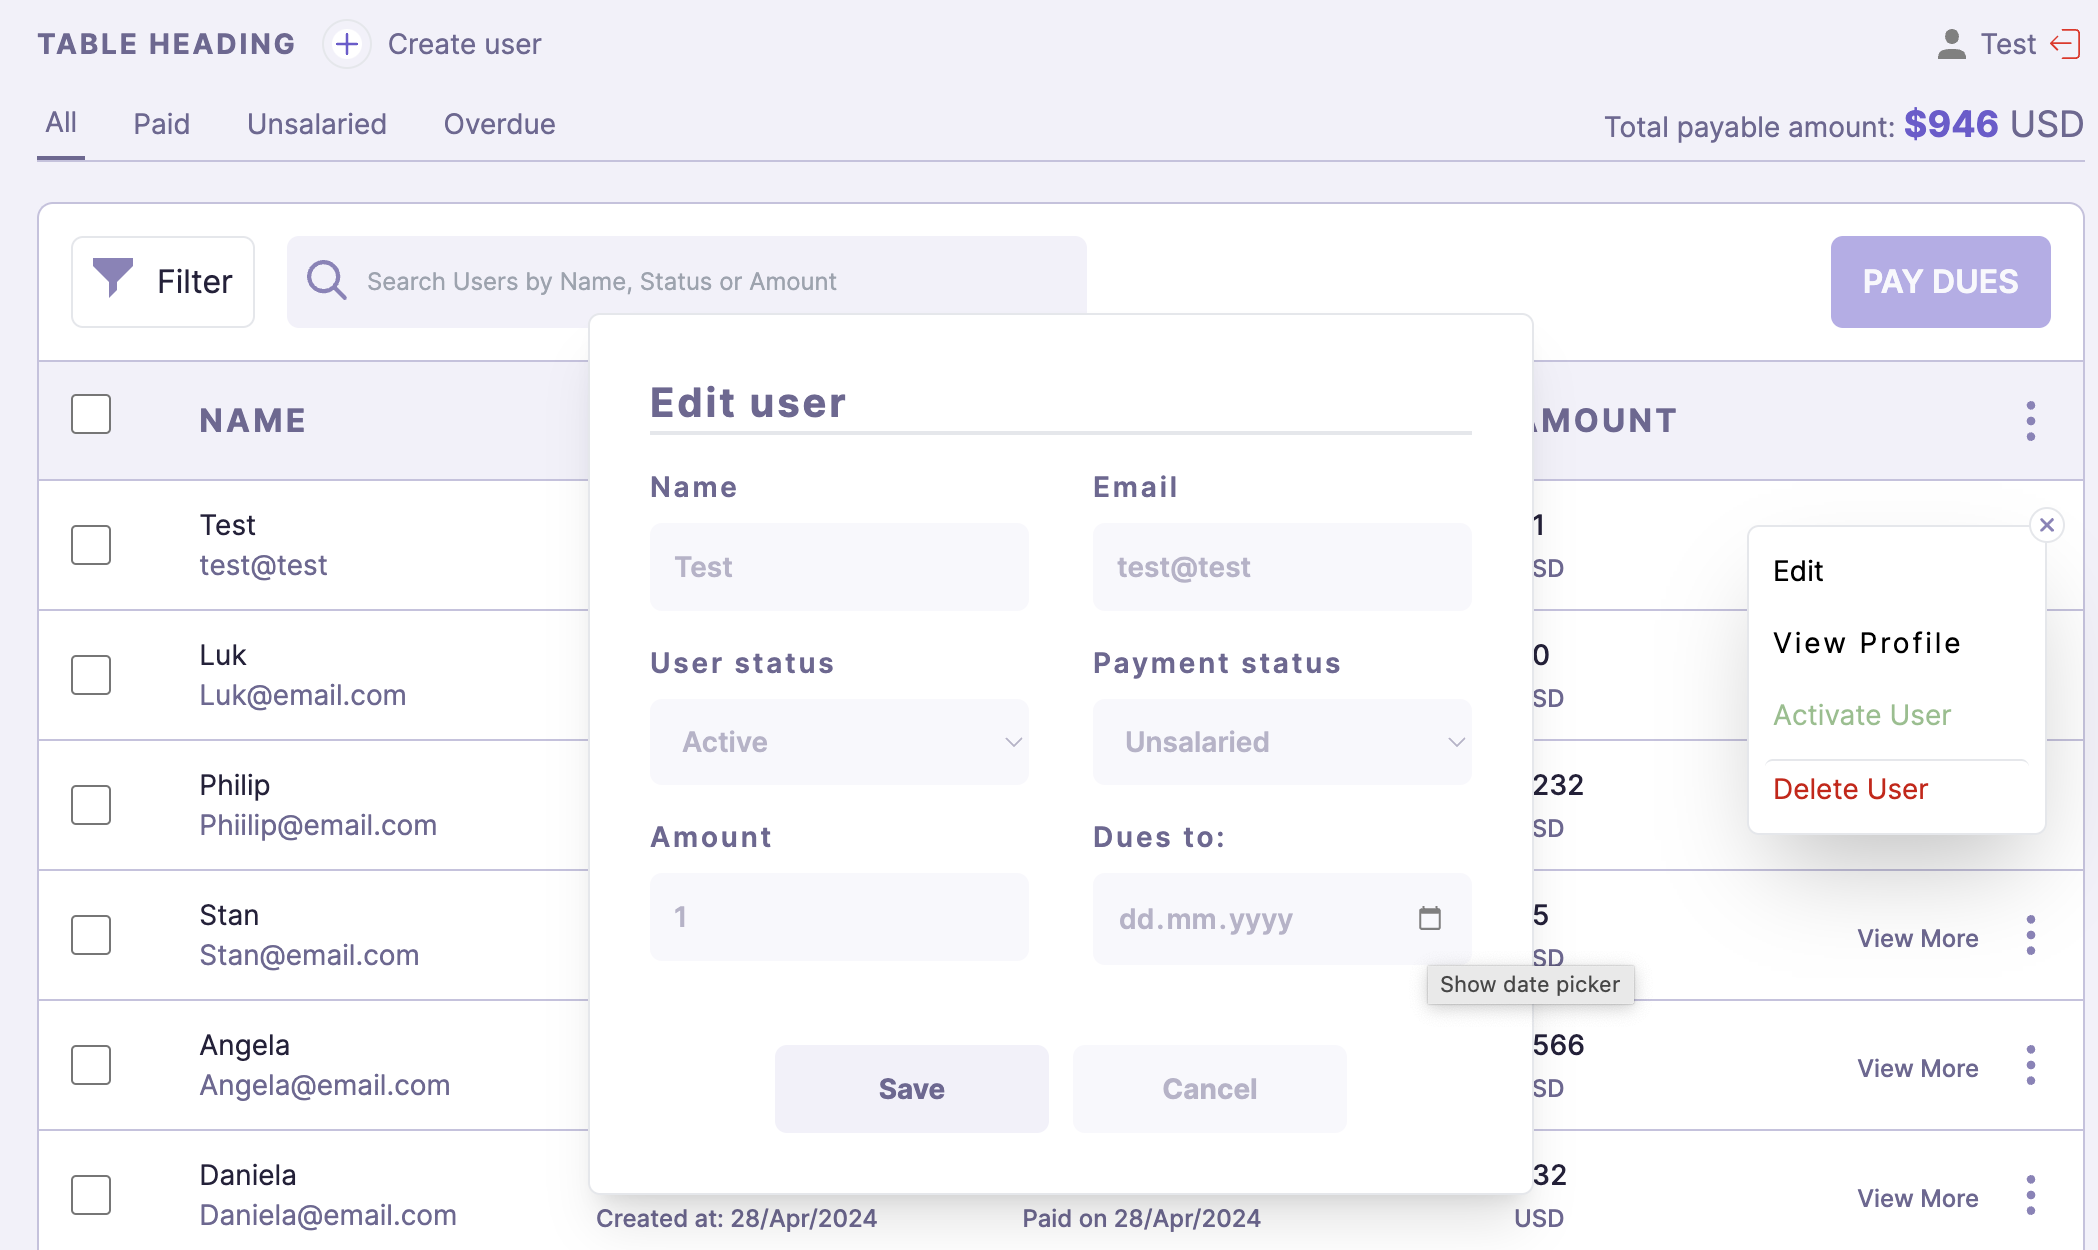 TABLE HEADING
Create user
Test
All
Paid
Unsalaried
Overdue
Total payable amount: $946 USD
Filter
Search Users by Name, Status or Amount
PAY DUES
NAME
AMOUNT
Test
test@test
1
SD
Luk
Luk@email.com
0
SD
Philip
Phiilip@email.com
232
SD
Stan
Stan@email.com
5
SD
View More
Angela
Angela@email.com
566
SD
View More
Daniela
Daniela@email.com
Created at: 28/Apr/2024
Paid on 28/Apr/2024
32
USD
View More
Edit user
Name
Email
Test
test@test
User status
Payment status
Active
Unsalaried
Amount
Dues to:
1
dd.mm.yyyy
Show date picker
Save
Cancel
Edit
View Profile
Activate User
Delete User